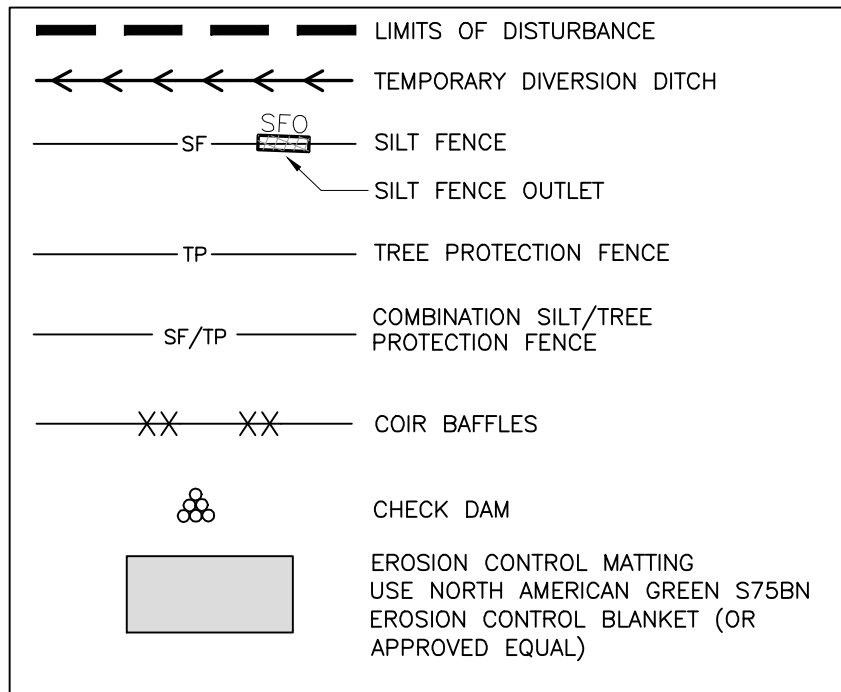 LIMITS OF DISTURBANCE
TEMPORARY DIVERSION DITCH
SFO
SF
SILT FENCE
SILT FENCE OUTLET
TP
TREE PROTECTION FENCE
SF/TP
COMBINATION SILT/TREE
PROTECTION FENCE
COIR BAFFLES
CHECK DAM
EROSION CONTROL MATTING
USE NORTH AMERICAN GREEN S75BN
EROSION CONTROL BLANKET (OR
APPROVED EQUAL)